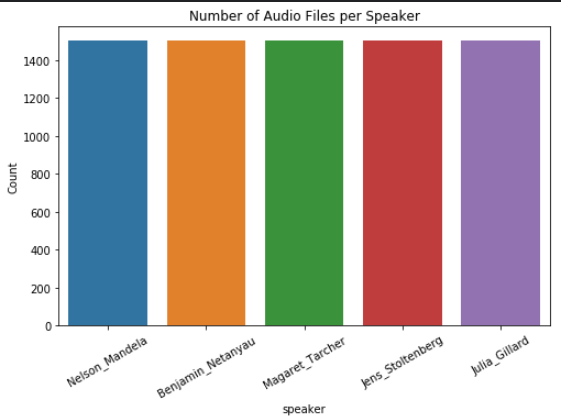 Number of Audio Files per Speaker
1400
1200
1000
800
600
400
200
0
Count
Nelson_Mandela
Benjamin_Netanyau
Magaret_Tarcher
Jens_Stoltenberg
Julia_Gillard
speaker